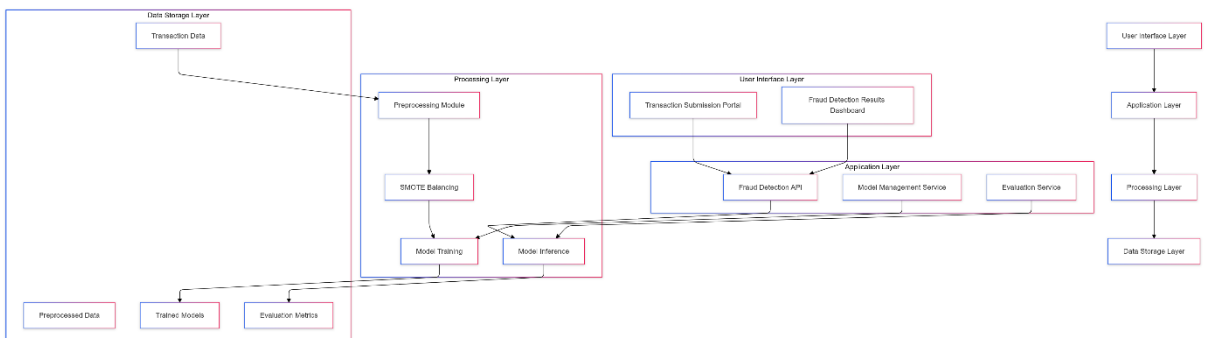 Data Storage Layer
Transaction Data
Processing Layer
Preprocessing Module
SMOTE Balancing
Model Training
Model Inference
Preprocessed Data
Trained Models
Evaluation Metrics
User Interface Layer
Transaction Submission Portal
Fraud Detection Results
Dashboard
Application Layer
Fraud Detection API
Model Management Service
Evaluation Service
User Interface Layer
Application Layer
Processing Layer
Data Storage Layer